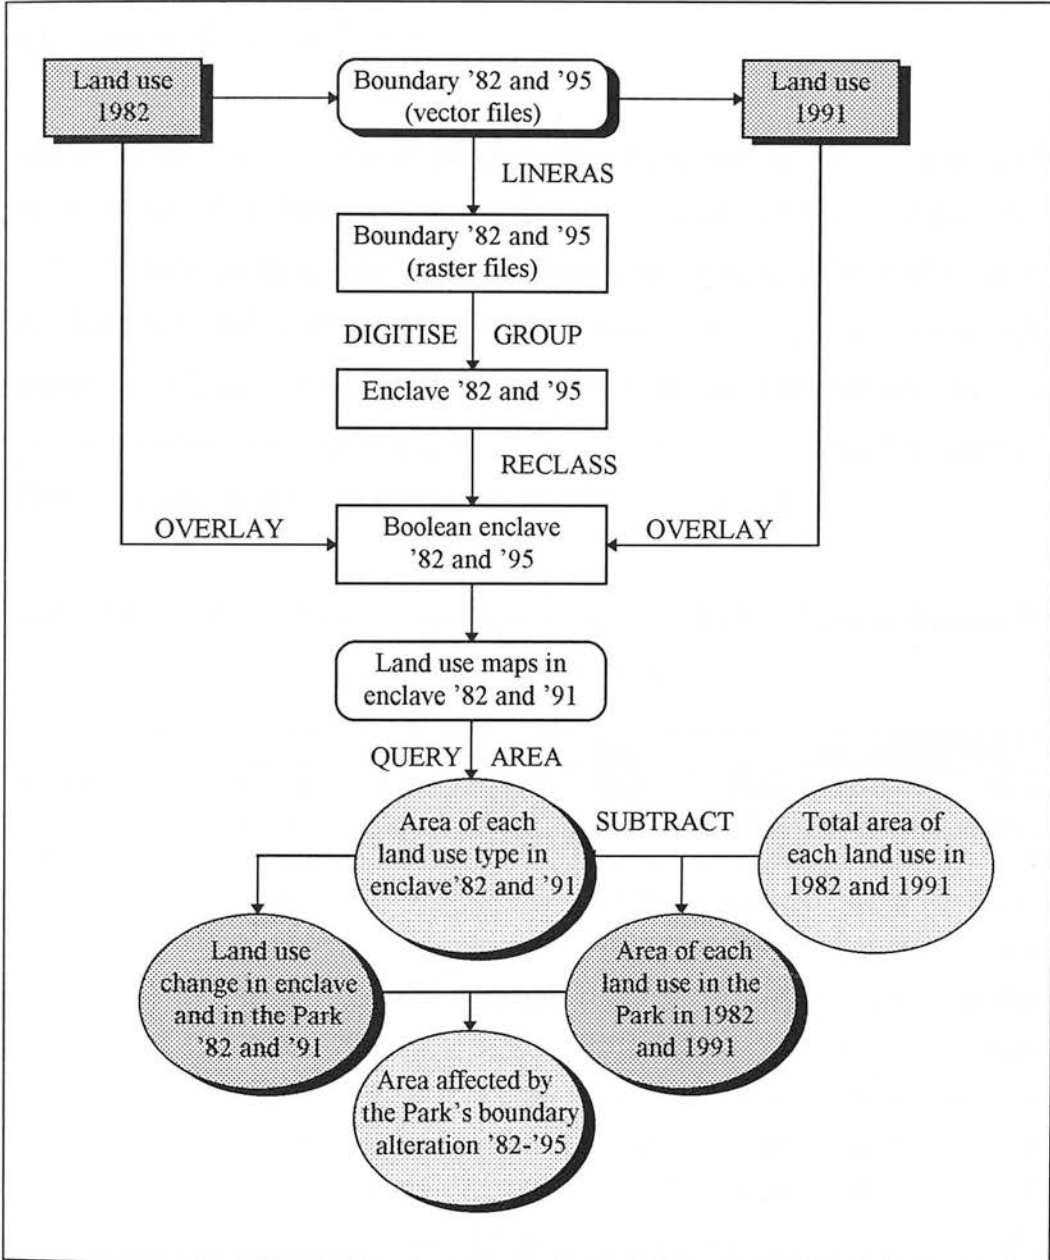 Land use
1982
Boundary ’82 and ’95
(vector files)
Land use
1991
LINERAS
Boundary ’82 and ’95
(raster files)
DIGITISE
GROUP
Enclave ’82 and ’95
RECLASS
OVERLAY
Boolean enclave
’82 and ’95
OVERLAY
Land use maps in
enclave ’82 and ’91
QUERY
AREA
Area of each
land use type in
enclave’82 and ’91
SUBTRACT
Total area of
each land use in
1982 and 1991
Land use
change in enclave
and in the Park
’82 and ’91
Area of each
land use in the
Park in 1982
and 1991
Area affected by
the Park’s boundary
alteration ’82-’95